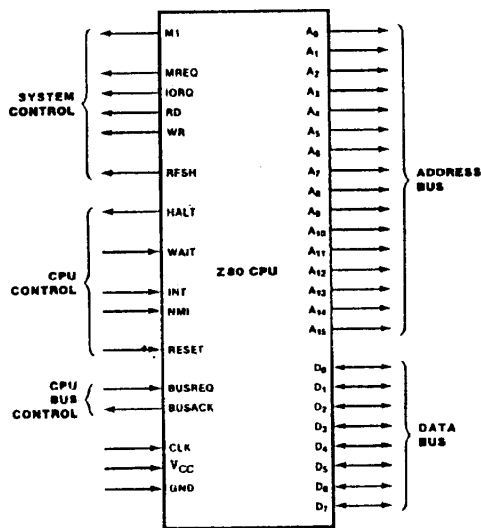 M1
MREQ
IORQ
RD
WR
RFSH
SYSTEM
CONTROL
HALT
WAIT
INT
NMI
RESET
CPU
CONTROL
BUSREQ
BUSACK
CPU
BUS
CONTROL
CLK
VCC
GND
Z80 CPU
A0
A1
A2
A3
A4
A5
A6
A7
A8
A9
A10
A11
A12
A13
A14
A15
ADDRESS
BUS
D0
D1
D2
D3
D4
D5
D6
D7
DATA
BUS